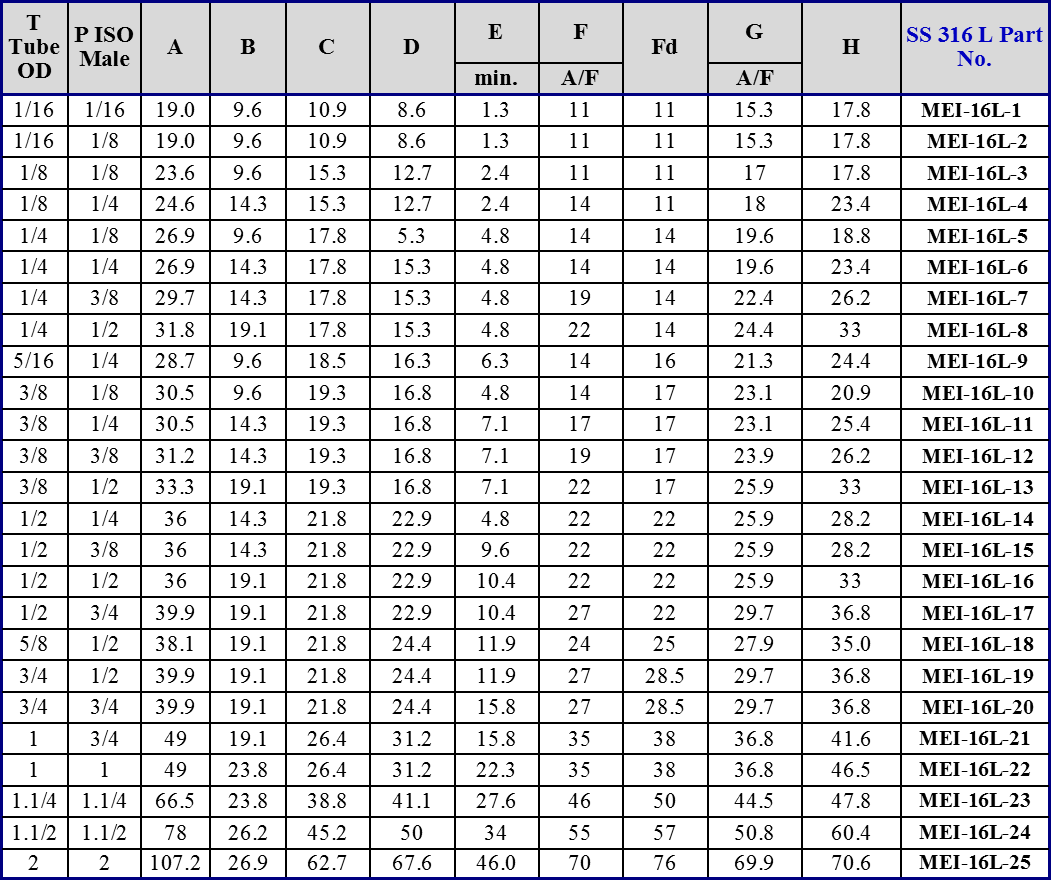 T Tube OD P ISO Male A B C D E min. F A/F Fd G A/F H SS 316 L Part No.
1/16 1/16 19.0 9.6 10.9 8.6 1.3 11 11 15.3 17.8 MEI-16L-1
1/16 1/8 19.0 9.6 10.9 8.6 1.3 11 11 15.3 17.8 MEI-16L-2
1/8 1/8 23.6 9.6 15.3 12.7 2.4 11 11 17 17.8 MEI-16L-3
1/8 1/4 24.6 14.3 15.3 12.7 2.4 14 11 18 23.4 MEI-16L-4
1/4 1/8 26.9 9.6 17.8 5.3 4.8 14 14 19.6 18.8 MEI-16L-5
1/4 1/4 26.9 14.3 17.8 15.3 4.8 14 14 19.6 23.4 MEI-16L-6
1/4 3/8 29.7 14.3 17.8 15.3 4.8 19 14 22.4 26.2 MEI-16L-7
1/4 1/2 31.8 19.1 17.8 15.3 4.8 22 14 24.4 33 MEI-16L-8
5/16 1/4 28.7 9.6 18.5 16.3 6.3 14 16 21.3 24.4 MEI-16L-9
3/8 1/8 30.5 9.6 19.3 16.8 4.8 14 17 23.1 20.9 MEI-16L-10
3/8 1/4 30.5 14.3 19.3 16.8 7.1 17 17 23.1 25.4 MEI-16L-11
3/8 3/8 31.2 14.3 19.3 16.8 7.1 19 17 23.9 26.2 MEI-16L-12
3/8 1/2 33.3 19.1 19.3 16.8 7.1 22 17 25.9 33 MEI-16L-13
1/2 1/4 36 14.3 21.8 22.9 4.8 22 22 25.9 28.2 MEI-16L-14
1/2 3/8 36 14.3 21.8 22.9 9.6 22 22 25.9 28.2 MEI-16L-15
1/2 1/2 36 19.1 21.8 22.9 10.4 22 22 25.9 33 MEI-16L-16
1/2 3/4 39.9 19.1 21.8 22.9 10.4 27 22 29.7 36.8 MEI-16L-17
5/8 1/2 38.1 19.1 21.8 24.4 11.9 24 25 27.9 35.0 MEI-16L-18
3/4 1/2 39.9 19.1 21.8 24.4 11.9 27 28.5 29.7 36.8 MEI-16L-19
3/4 3/4 39.9 19.1 21.8 24.4 15.8 27 28.5 29.7 36.8 MEI-16L-20
1 3/4 49 19.1 26.4 31.2 15.8 35 38 36.8 41.6 MEI-16L-21
1 1 49 23.8 26.4 31.2 22.3 35 38 36.8 46.5 MEI-16L-22
1.1/4 1.1/4 66.5 23.8 38.8 41.1 27.6 46 50 44.5 47.8 MEI-16L-23
1.1/2 1.1/2 78 26.2 45.2 50 34 55 57 50.8 60.4 MEI-16L-24
2 2 107.2 26.9 62.7 67.6 46.0 70 76 69.9 70.6 MEI-16L-25